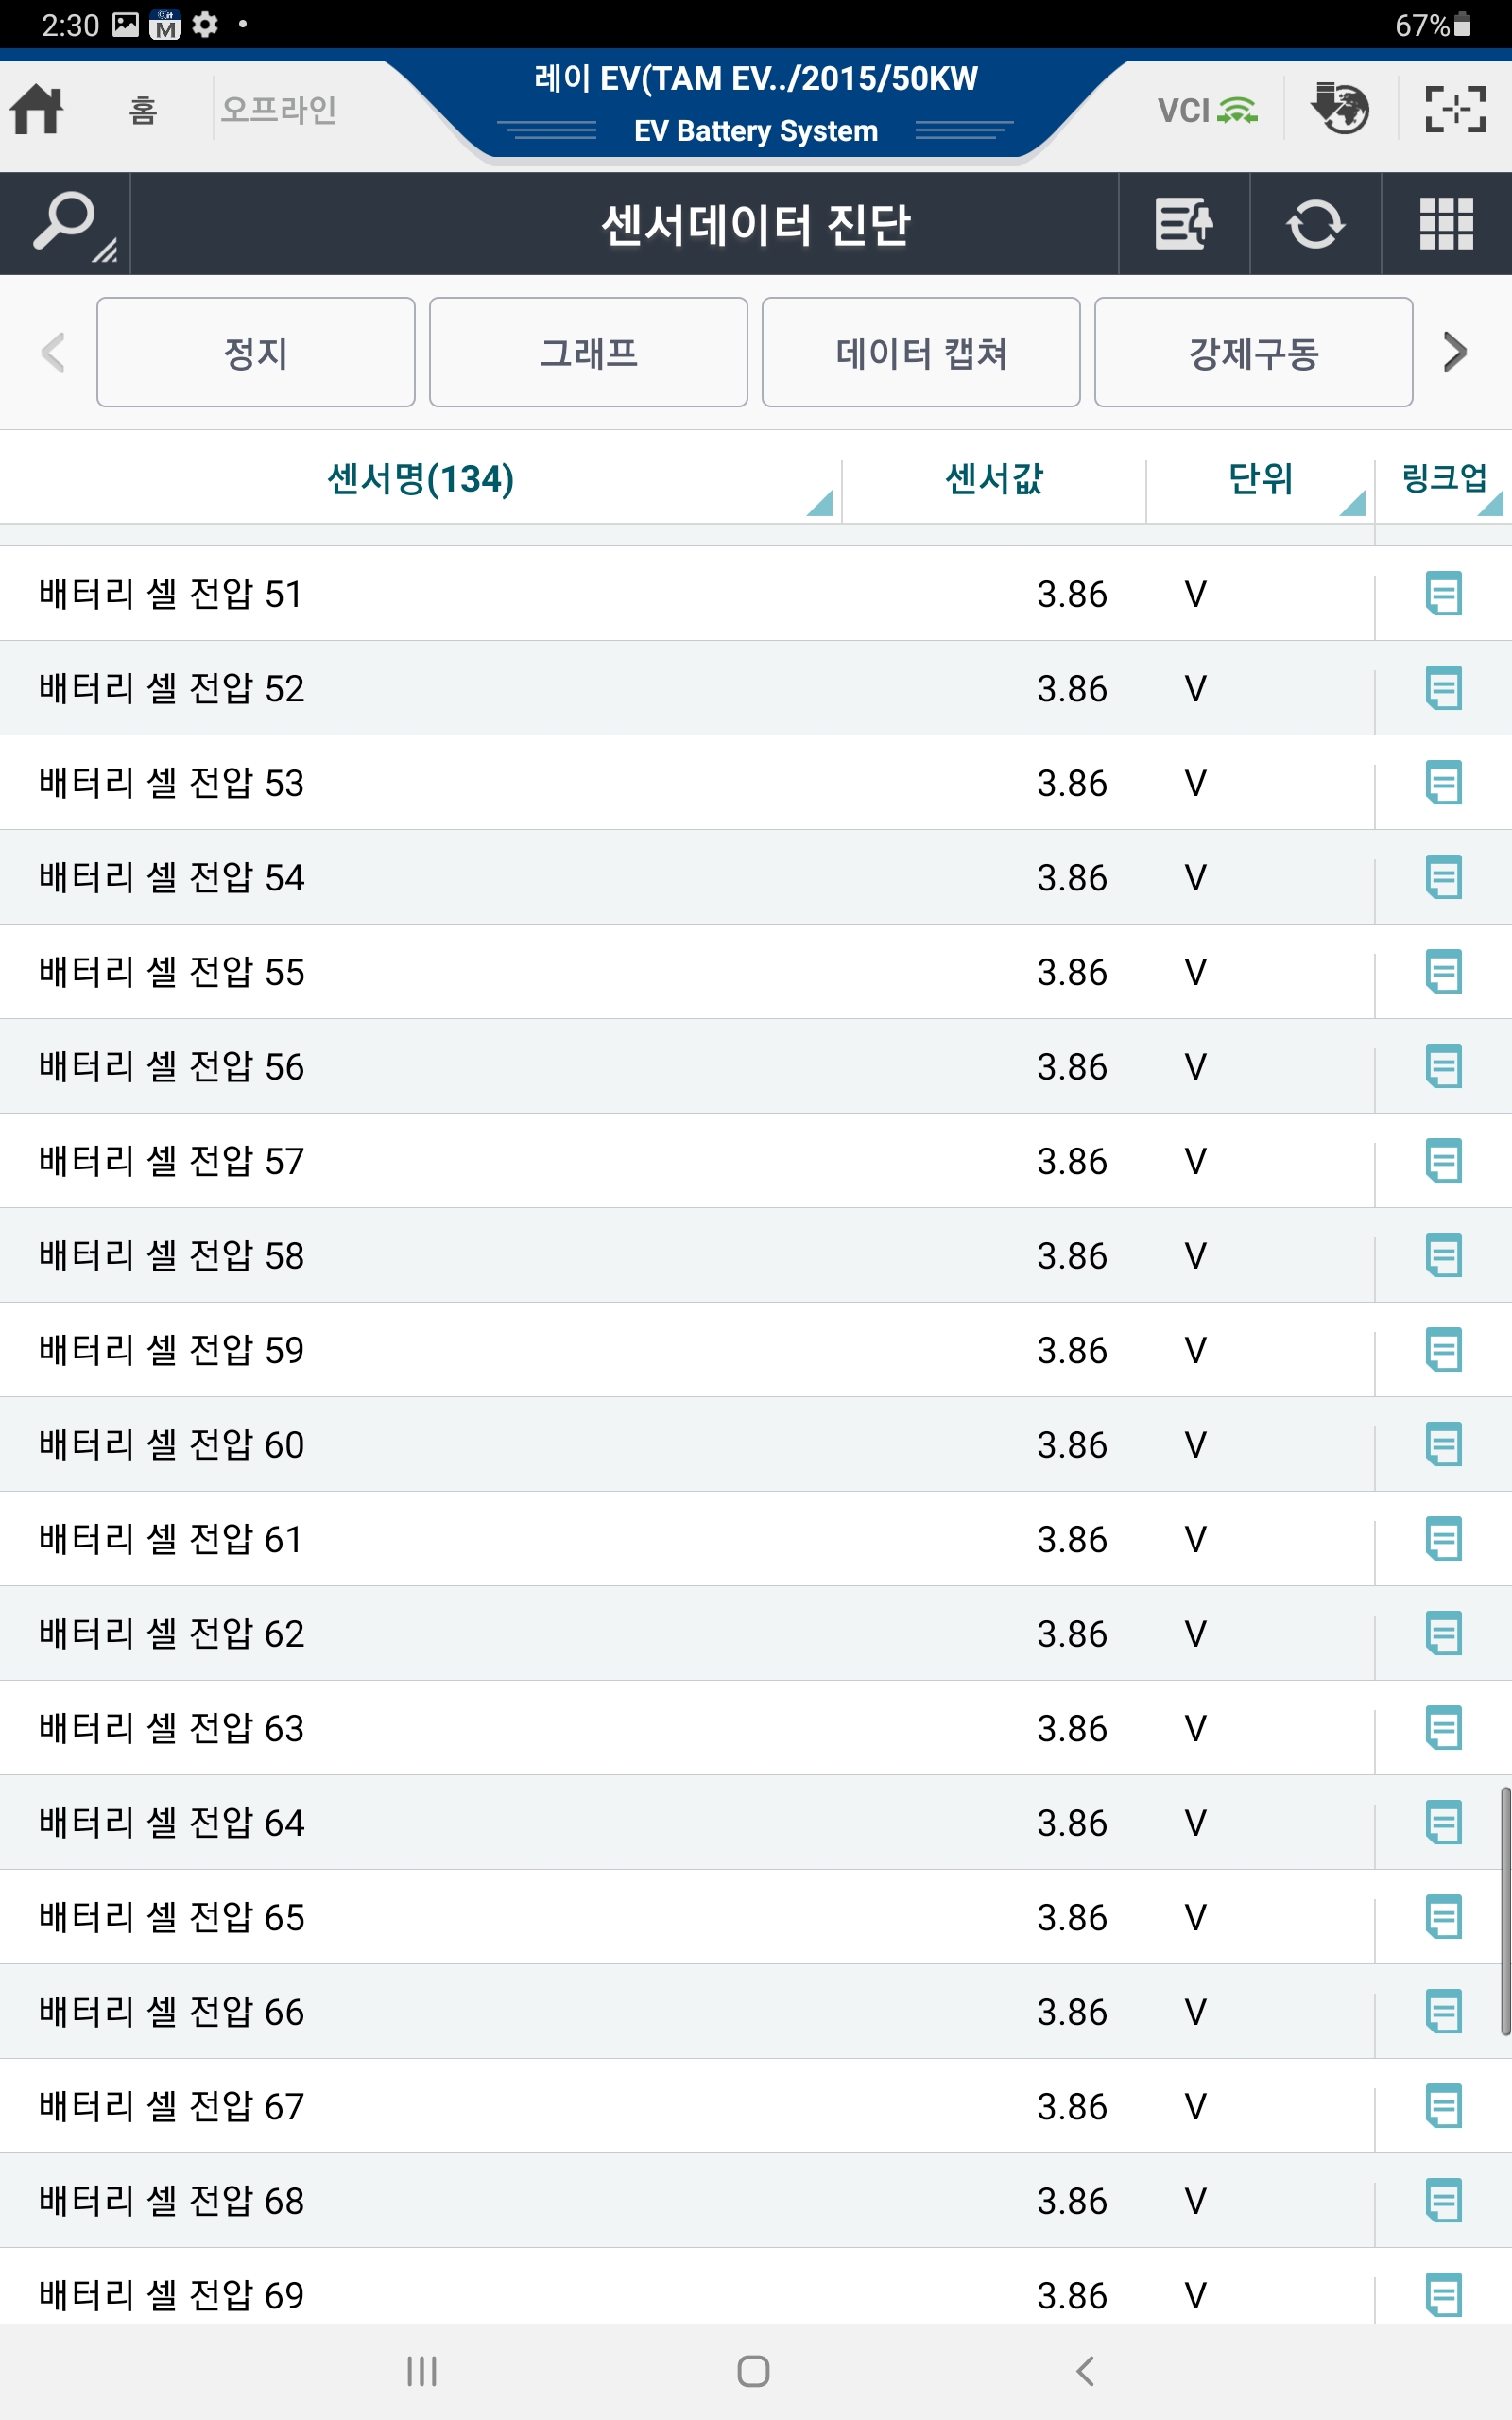 2:30
67%
레이 EV(TAM EV../2015/50KW
홈 오프라인
VCI
EV Battery System
센서데이터 진단
정지 그래프 데이터 캡쳐 강제구동
센서명(134) 센서값 단위 링크업
배터리 셀 전압 51 3.86 V
배터리 셀 전압 52 3.86 V
배터리 셀 전압 53 3.86 V
배터리 셀 전압 54 3.86 V
배터리 셀 전압 55 3.86 V
배터리 셀 전압 56 3.86 V
배터리 셀 전압 57 3.86 V
배터리 셀 전압 58 3.86 V
배터리 셀 전압 59 3.86 V
배터리 셀 전압 60 3.86 V
배터리 셀 전압 61 3.86 V
배터리 셀 전압 62 3.86 V
배터리 셀 전압 63 3.86 V
배터리 셀 전압 64 3.86 V
배터리 셀 전압 65 3.86 V
배터리 셀 전압 66 3.86 V
배터리 셀 전압 67 3.86 V
배터리 셀 전압 68 3.86 V
배터리 셀 전압 69 3.86 V